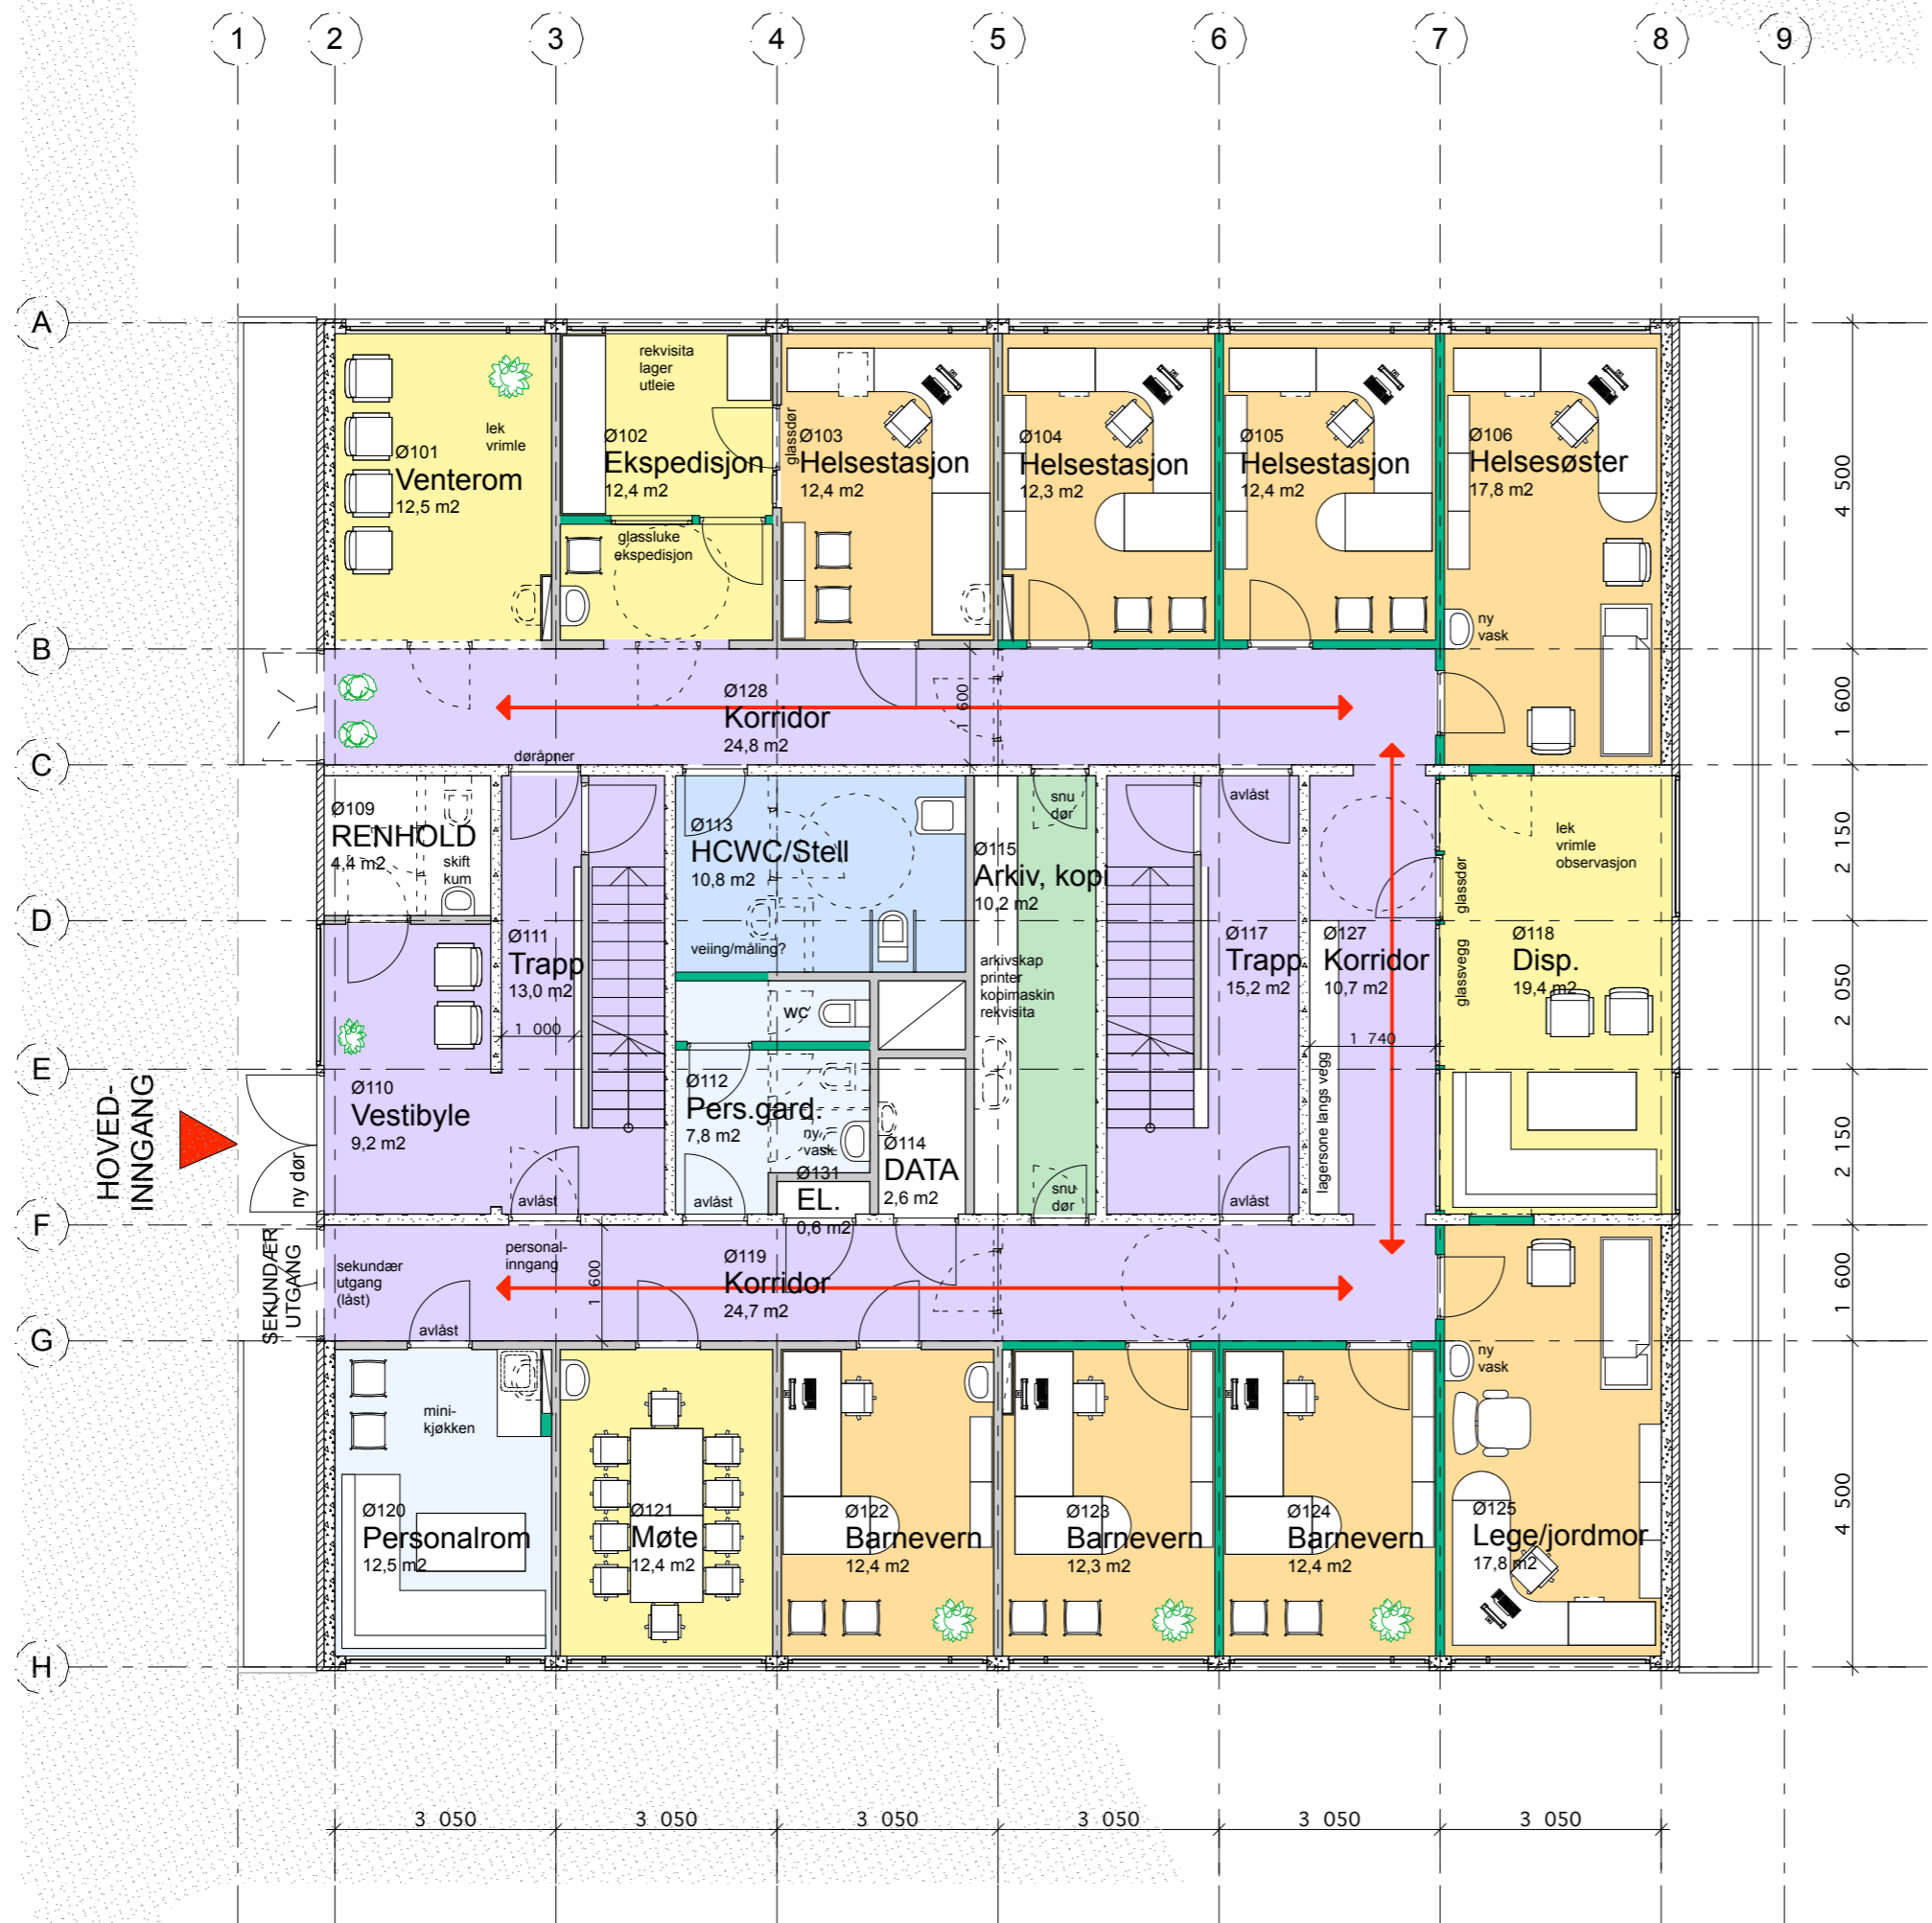 1
2
3
4
5
6
7
8
9
A
B
C
D
E
F
G
H
Ø101
Venterom
12,5 m2
lek
vrimle
rekvisita
lager
utleie
Ø102
Ekspedisjon
12,4 m2
glassluke
ekspedisjon
glassdør
Ø103
Helsestasjon
12,4 m2
Ø104
Helsestasjon
12,3 m2
Ø105
Helsestasjon
12,4 m2
Ø106
Helsesøster
17,8 m2
ny
vask
4 500
Ø128
Korridor
24,8 m2
1 600
1 600
døråpner
Ø109
RENHOLD
4,4 m2
skift
kum
Ø111
Trapp
13,0 m2
1 000
Ø113
HCWC/Stell
10,8 m2
veiing/måling?
wc
snu
dør
Ø115
Arkiv, kopi
10,2 m2
arkivskap
printer
kopimaskin
rekvisita
snu
dør
avlåst
Ø117
Trapp
15,2 m2
avlåst
Ø127
Korridor
10,7 m2
1 740
lagersone langs vegg
glassdør
glassvegg
lek
vrimle
observasjon
Ø118
Disp.
19,4 m2
2 150
2 050
2 150
HOVED-
INNGANG
ny dør
Ø110
Vestibyle
9,2 m2
avlåst
Ø112
Pers.gard.
7,8 m2
ny
vask
avlåst
Ø131
EL.
0,6 m2
Ø114
DATA
2,6 m2
SEKUNDÆR
UTGANG
sekundær
utgang
(låst)
personal-
inngang
1 600
Ø119
Korridor
24,7 m2
1 600
avlåst
mini-
kjøkken
Ø120
Personalrom
12,5 m2
Ø121
Møte
12,4 m2
Ø122
Barnevern
12,4 m2
Ø123
Barnevern
12,3 m2
Ø124
Barnevern
12,4 m2
ny
vask
Ø125
Lege/jordmor
17,8 m2
4 500
3 050
3 050
3 050
3 050
3 050
3 050